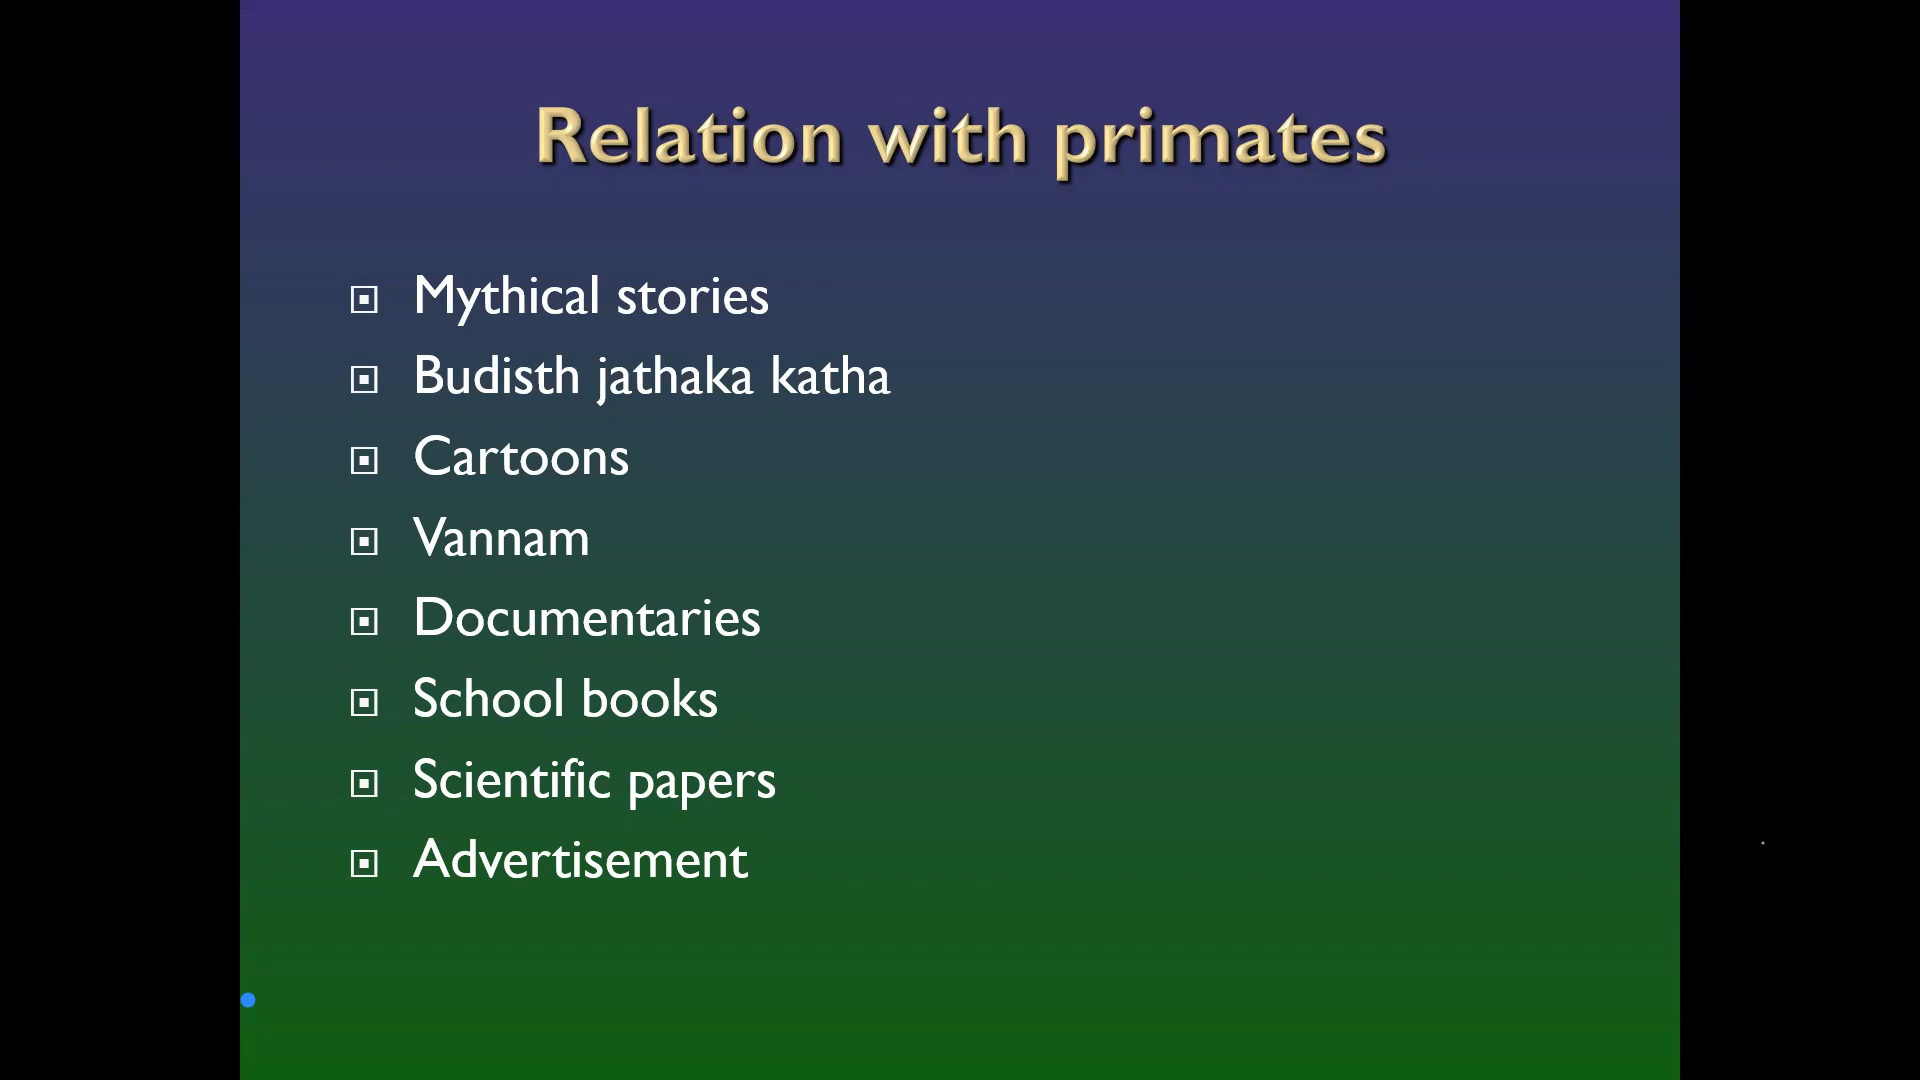 Relation with primates
Mythical stories
Budisth jathaka katha
Cartoons
Vannam
Documentaries
School books
Scientific papers
Advertisement